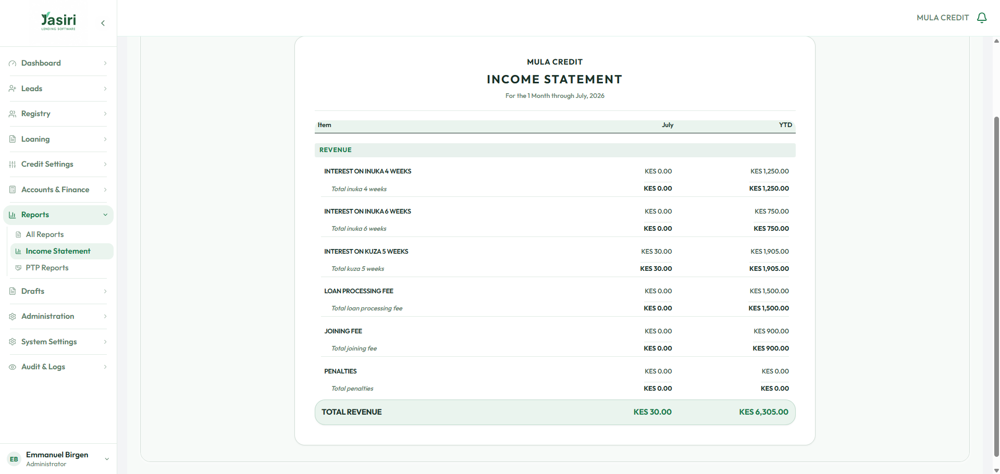 Jasiri
LENDING SOFTWARE
MULA CREDIT
Dashboard
Leads
Registry
Loaning
Credit Settings
Accounts & Finance
Reports
All Reports
Income Statement
PTP Reports
Drafts
Administration
System Settings
Audit & Logs
EB
Emmanuel Birgen
Administrator
MULA CREDIT
INCOME STATEMENT
For the 1 Month through July, 2026
Item July YTD
REVENUE
INTEREST ON INUKA 4 WEEKS KES 0.00 KES 1,250.00
Total inuka 4 weeks KES 0.00 KES 1,250.00
INTEREST ON INUKA 6 WEEKS KES 0.00 KES 750.00
Total inuka 6 weeks KES 0.00 KES 750.00
INTEREST ON KUZA 5 WEEKS KES 30.00 KES 1,905.00
Total kuza 5 weeks KES 30.00 KES 1,905.00
LOAN PROCESSING FEE KES 0.00 KES 1,500.00
Total loan processing fee KES 0.00 KES 1,500.00
JOINING FEE KES 0.00 KES 900.00
Total joining fee KES 0.00 KES 900.00
PENALTIES KES 0.00 KES 0.00
Total penalties KES 0.00 KES 0.00
TOTAL REVENUE KES 30.00 KES 6,305.00